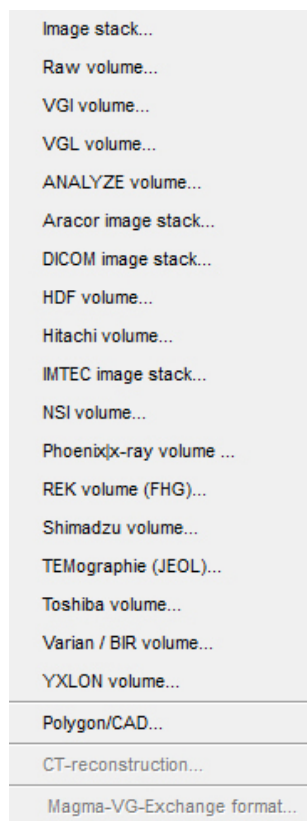 Image stack...
Raw volume...
VGI volume...
VGL volume...
ANALYZE volume...
Aracor image stack...
DICOM image stack...
HDF volume...
Hitachi volume...
IMTEC image stack...
NSI volume...
Phoenix|x-ray volume ...
REK volume (FHG)...
Shimadzu volume...
TEMographie (JEOL)...
Toshiba volume...
Varian / BIR volume...
YXLON volume...
Polygon/CAD...
CT-reconstruction...
Magma-VG-Exchange format...